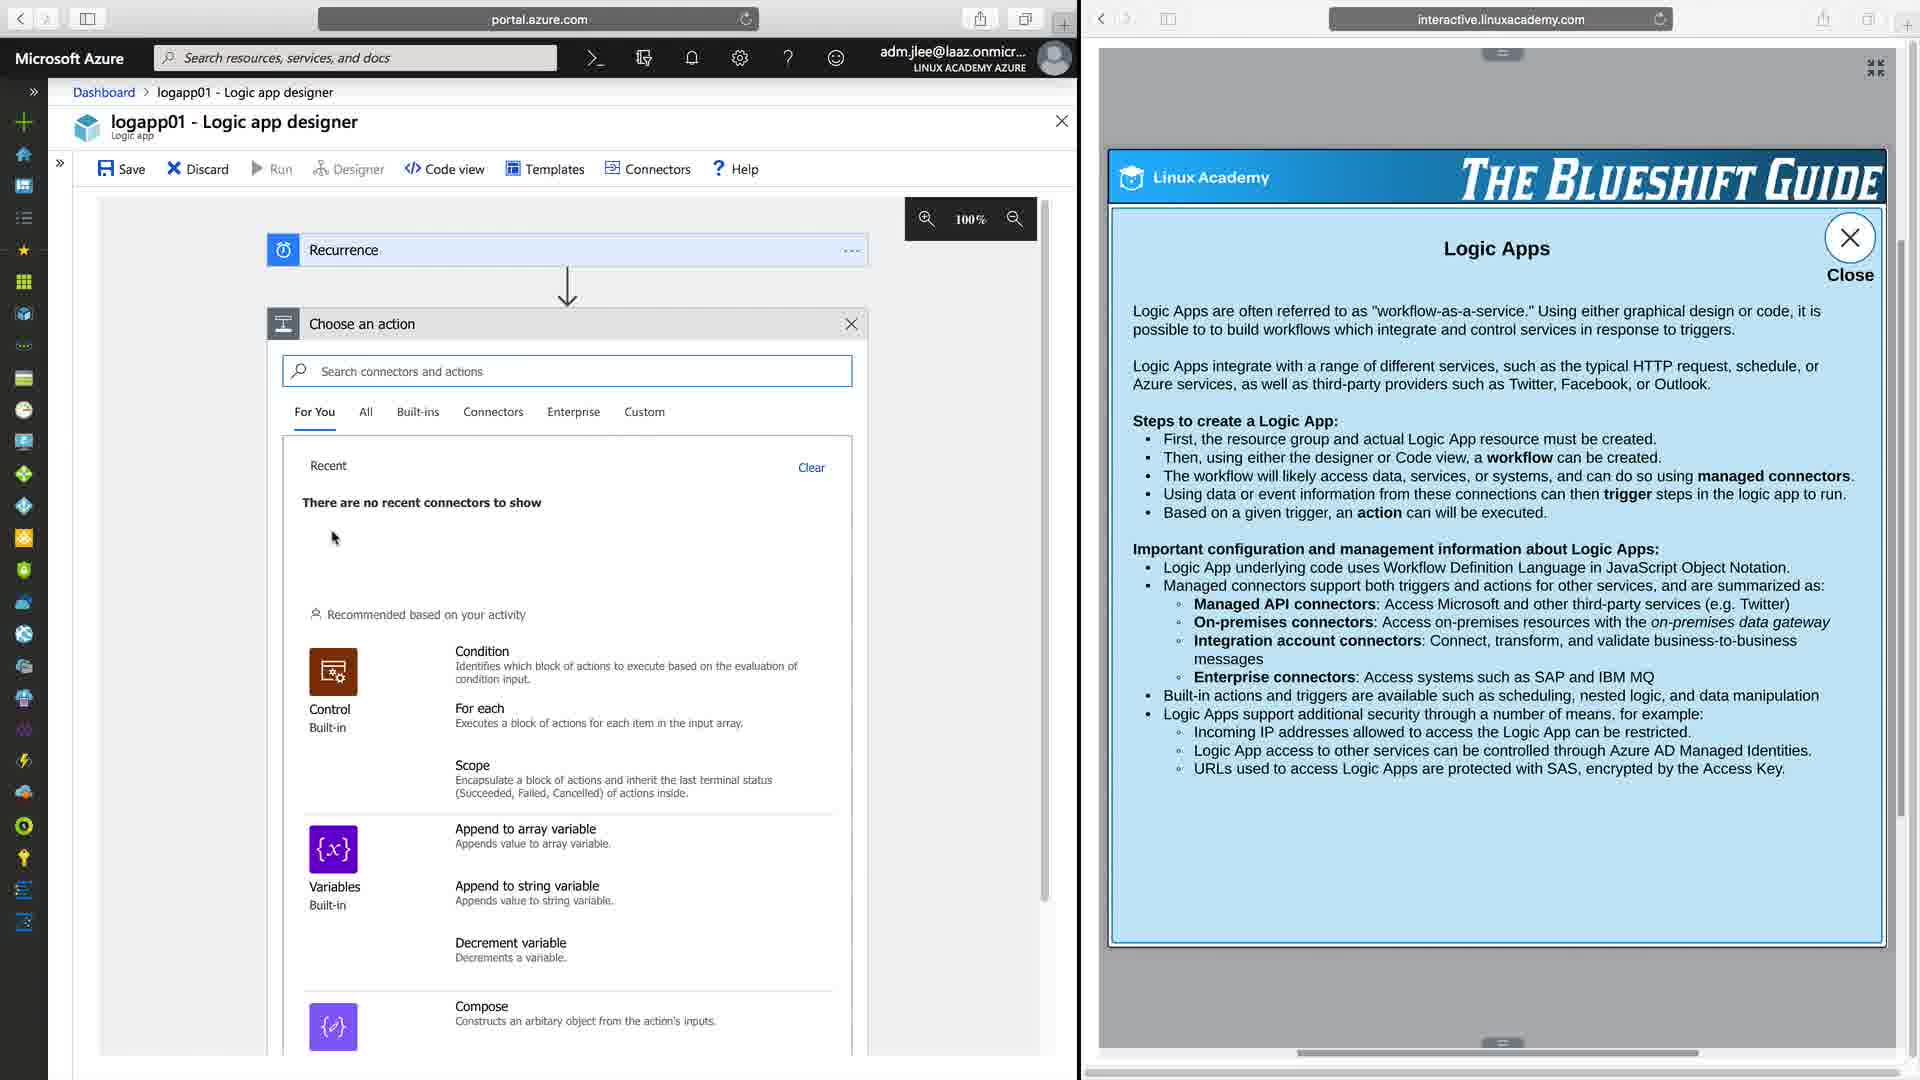 portal.azure.com
Microsoft Azure
Search resources, services, and docs
adm.jlee@laaz.onmicr...
LINUX ACADEMY AZURE
Dashboard > logapp01 - Logic app designer
logapp01 - Logic app designer
Logic app
Save
Discard
Run
Designer
Code view
Templates
Connectors
Help
100%
Recurrence
Choose an action
Search connectors and actions
For You
All
Built-ins
Connectors
Enterprise
Custom
Recent
Clear
There are no recent connectors to show
Recommended based on your activity
Control
Built-in
Condition
Identifies which block of actions to execute based on the evaluation of
condition input.
For each
Executes a block of actions for each item in the input array.
Scope
Encapsulate a block of actions and inherit the last terminal status
(Succeeded, Failed, Cancelled) of actions inside.
Variables
Built-in
Append to array variable
Appends value to array variable.
Append to string variable
Appends value to string variable.
Decrement variable
Decrements a variable.
Compose
Constructs an arbitary object from the action's inputs.
interactive.linuxacademy.com
Linux Academy
THE BLUESHIFT GUIDE
Logic Apps
Close
Logic Apps are often referred to as "workflow-as-a-service." Using either graphical design or code, it is
possible to to build workflows which integrate and control services in response to triggers.
Logic Apps integrate with a range of different services, such as the typical HTTP request, schedule, or
Azure services, as well as third-party providers such as Twitter, Facebook, or Outlook.
Steps to create a Logic App:
• First, the resource group and actual Logic App resource must be created.
• Then, using either the designer or Code view, a workflow can be created.
• The workflow will likely access data, services, or systems, and can do so using managed connectors.
• Using data or event information from these connections can then trigger steps in the logic app to run.
• Based on a given trigger, an action can will be executed.
Important configuration and management information about Logic Apps:
• Logic App underlying code uses Workflow Definition Language in JavaScript Object Notation.
• Managed connectors support both triggers and actions for other services, and are summarized as:
◦ Managed API connectors: Access Microsoft and other third-party services (e.g. Twitter)
◦ On-premises connectors: Access on-premises resources with the on-premises data gateway
◦ Integration account connectors: Connect, transform, and validate business-to-business
messages
◦ Enterprise connectors: Access systems such as SAP and IBM MQ
• Built-in actions and triggers are available such as scheduling, nested logic, and data manipulation
• Logic Apps support additional security through a number of means, for example:
◦ Incoming IP addresses allowed to access the Logic App can be restricted.
◦ Logic App access to other services can be controlled through Azure AD Managed Identities.
◦ URLs used to access Logic Apps are protected with SAS, encrypted by the Access Key.